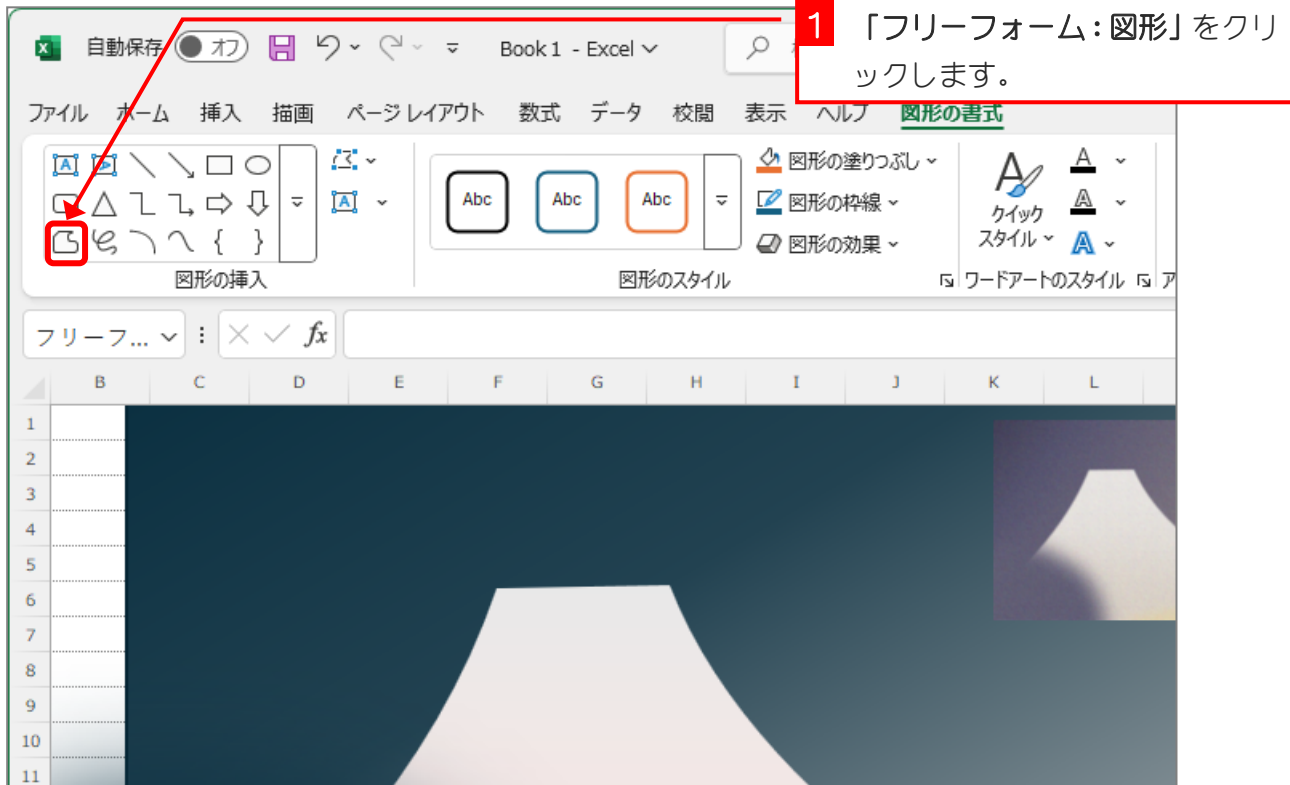 1 「フリーフォーム：図形」をクリ
ックします。
自動保存 オフ Book 1 - Excel
ファイル ホーム 挿入 描画 ページ レイアウト 数式 データ 校閲 表示 ヘルプ 図形の書式
A A
A
Abc Abc Abc
図形の塗りつぶし
図形の枠線
図形の効果
A
クイック
スタイル
A
A
A
図形の挿入 図形のスタイル ワードアートのスタイル ア
フリーフ... fx
B C D E F G H I J K L
1
2
3
4
5
6
7
8
9
10
11